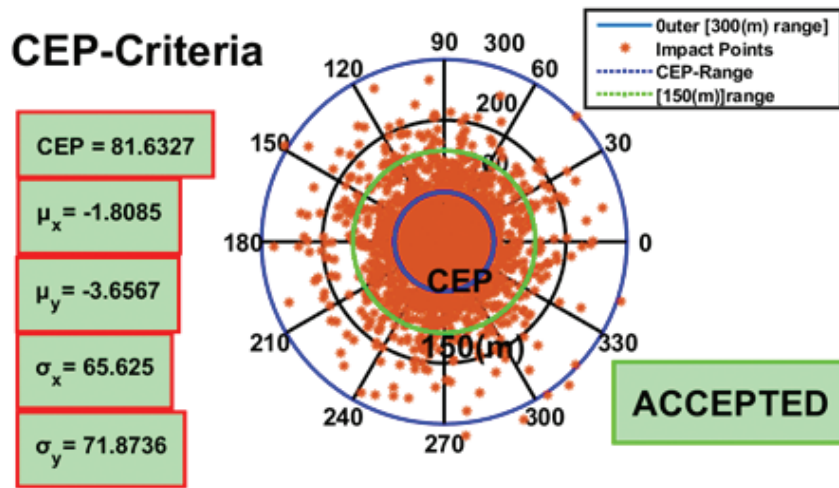 CEP-Criteria
CEP = 81.6327
μx = -1.8085
μy = -3.6567
σx = 65.625
σy = 71.8736
0uter [300(m) range]
Impact Points
CEP-Range
[150(m)]range
90
300
120
60
200
150
30
180
0
CEP
150(m)
210
330
240
300
270
ACCEPTED